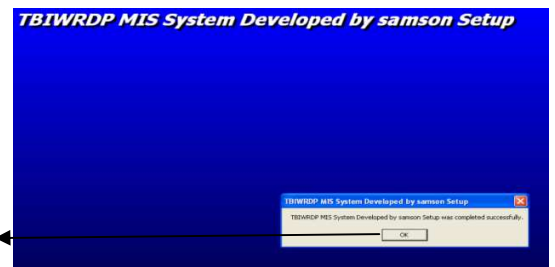 TBIWRDP MIS System Developed by samson Setup
TBIWRDP MIS System Developed by samson Setup
TBIWRDP MIS System Developed by samson Setup was completed successfully.
OK